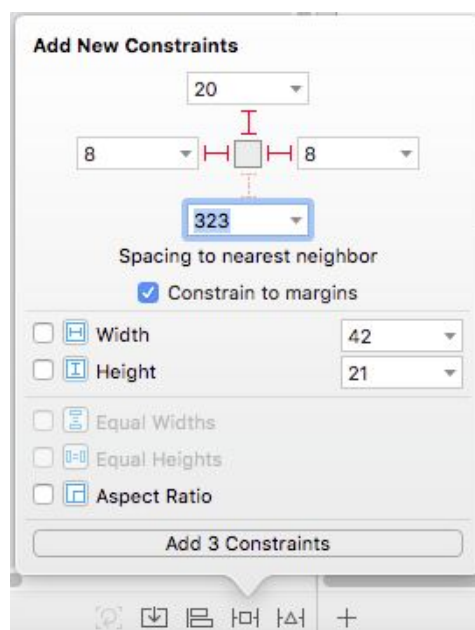 Add New Constraints
20
8 8
323
Spacing to nearest neighbor
Constrain to margins
Width 42
Height 21
Equal Widths
Equal Heights
Aspect Ratio
Add 3 Constraints